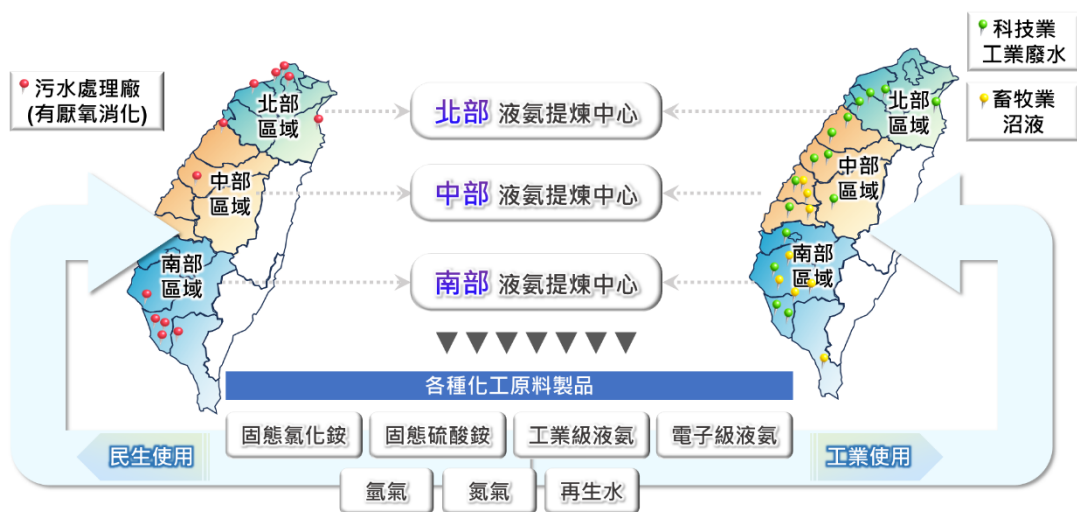 污水處理廠
(有厭氧消化)
北部
區域
中部
區域
南部
區域
北部 液氨提煉中心
中部 液氨提煉中心
南部 液氨提煉中心
科技業
工業廢水
畜牧業
沼液
北部
區域
中部
區域
南部
區域
各種化工原料製品
固態氯化銨
固態硫酸銨
工業級液氨
電子級液氨
氫氣
氮氣
再生水
民生使用
工業使用